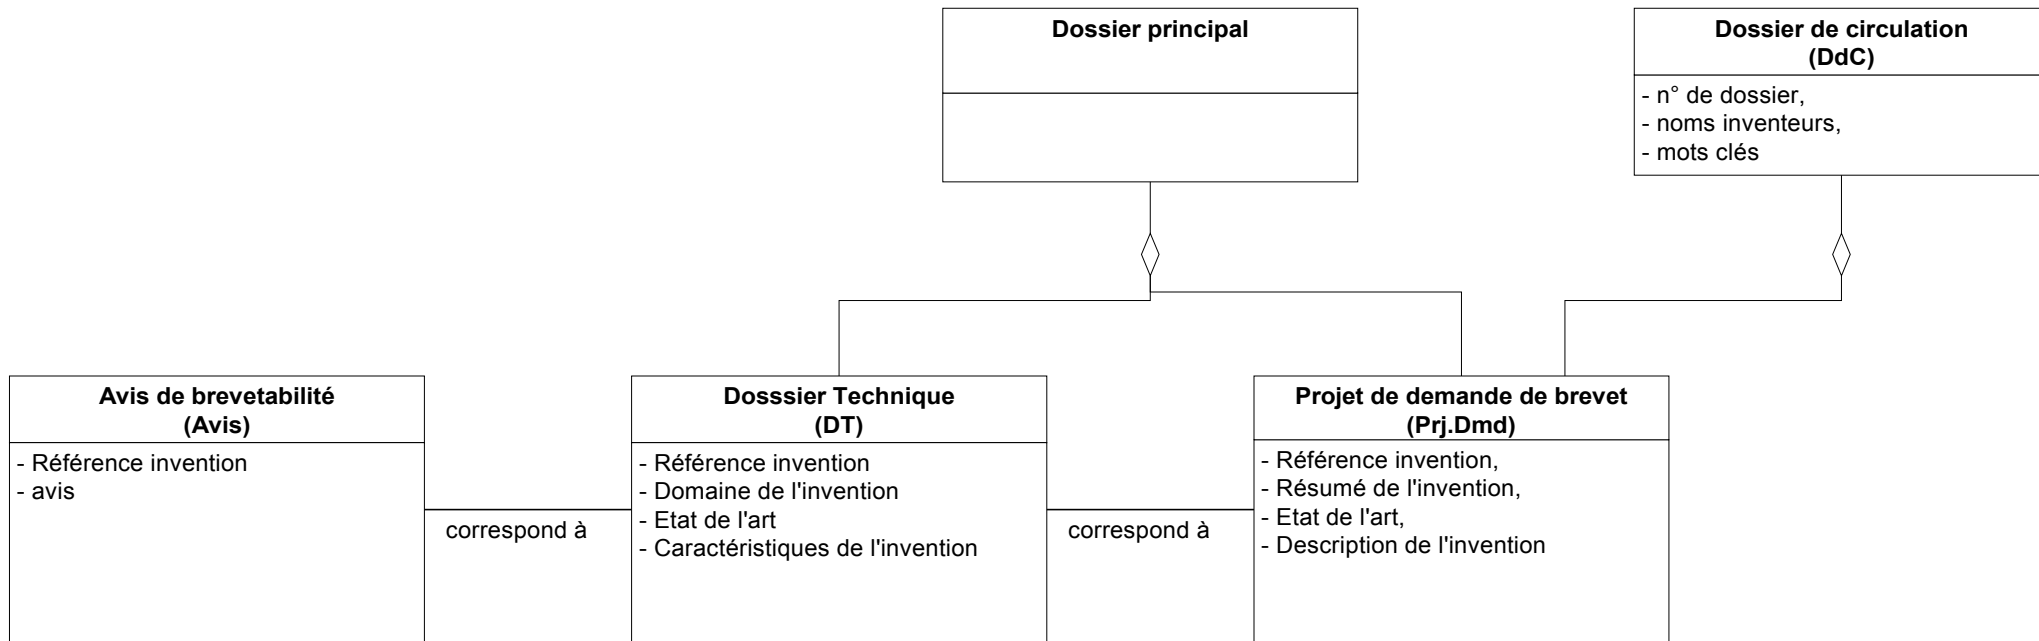 Dossier principal
Dossier de circulation
(DdC)
- n° de dossier,
- noms inventeurs,
- mots clés
Avis de brevetabilité
(Avis)
- Référence invention
- avis
correspond à
Dosssier Technique
(DT)
- Référence invention
- Domaine de l'invention
- Etat de l'art
- Caractéristiques de l'invention
correspond à
Projet de demande de brevet
(Prj.Dmd)
- Référence invention,
- Résumé de l'invention,
- Etat de l'art,
- Description de l'invention